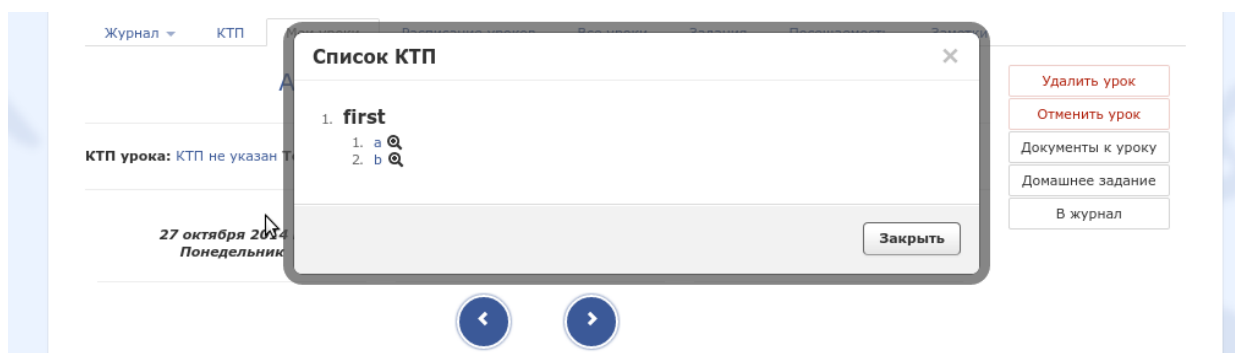 Журнал КТП
Список КТП
А
Удалить урок
1. first
Отменить урок
1. a
КТП урока: КТП не указан
Документы к уроку
2. b
Домашнее задание
В журнал
27 октября 2014
Закрыть
Понедельник